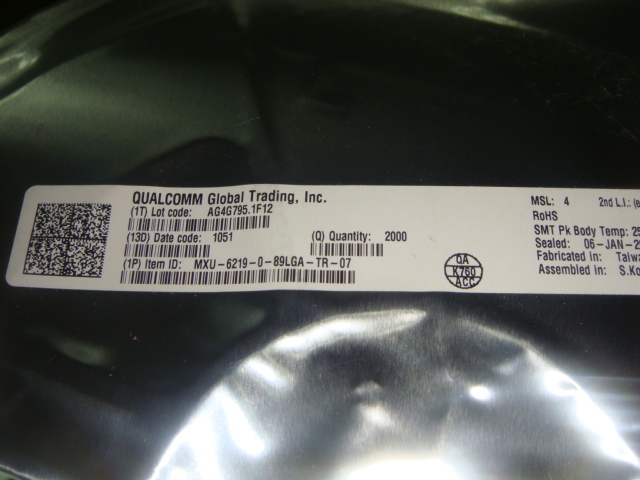 QUALCOMM Global Trading, Inc.
(1T) Lot code: AG4G795.1F12
(13D) Date code: 1051
(Q) Quantity: 2000
(1P) Item ID: MXU-6219-0-89LGA-TR-07
QA
K760
ACC
MSL: 4 2nd L.I.: (e
RoHS
SMT Pk Body Temp: 25
Sealed: 06-JAN-2
Fabricated in: Taiwa
Assembled in: S.Ko